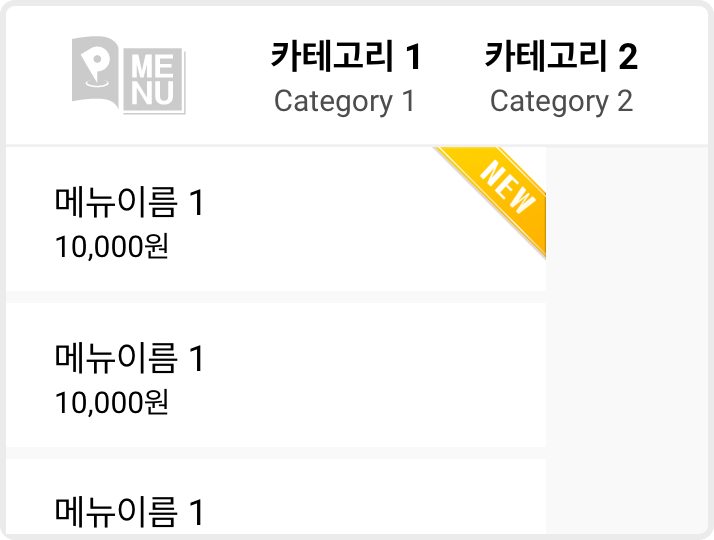 ME
NU
카테고리 1
Category 1
카테고리 2
Category 2
NEW
메뉴이름 1
10,000원
메뉴이름 1
10,000원
메뉴이름 1